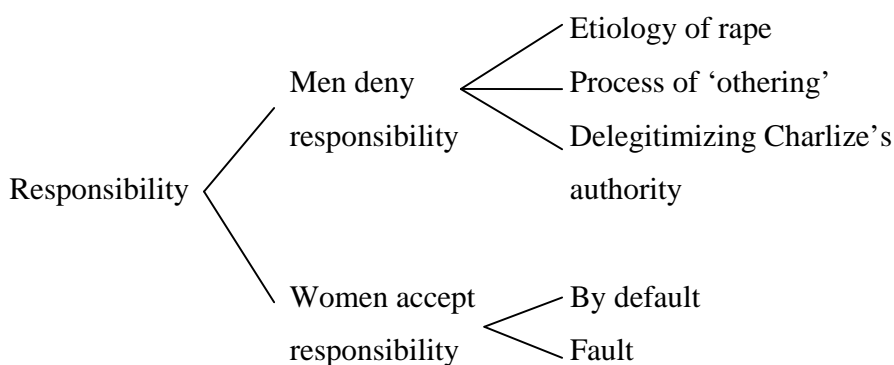 Etiology of rape
Men deny
responsibility
Process of ‘othering’
Delegitimizing Charlize’s
authority
Responsibility
Women accept
responsibility
By default
Fault